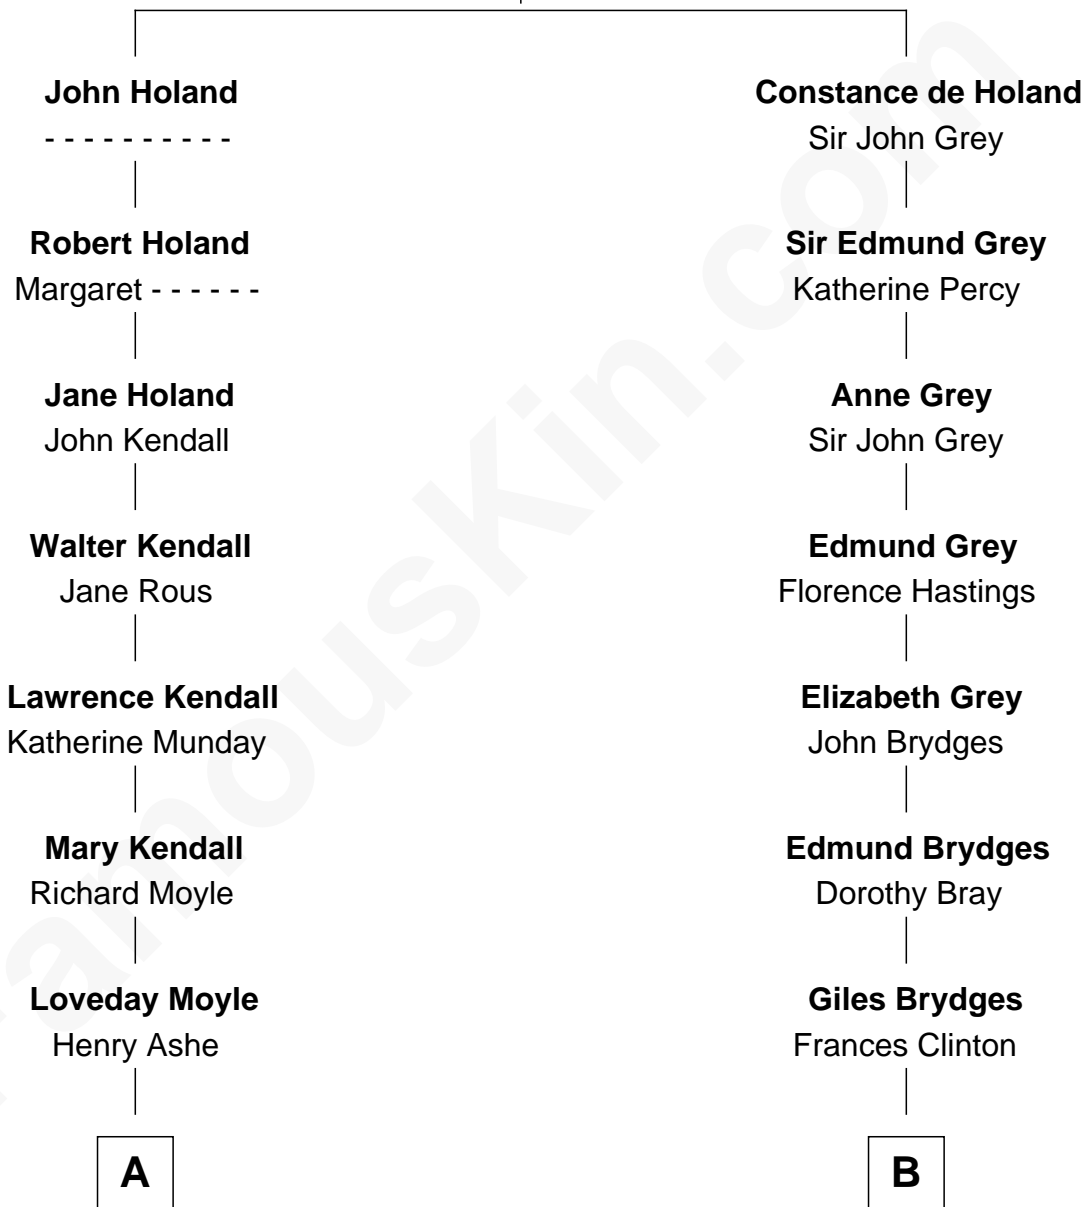 John Holand
- - - - - - - - - -
Robert Holand
Margaret - - - - - -
Jane Holand
John Kendall
Walter Kendall
Jane Rous
Lawrence Kendall
Katherine Munday
Mary Kendall
Richard Moyle
Loveday Moyle
Henry Ashe
A
Constance de Holand
Sir John Grey
Sir Edmund Grey
Katherine Percy
Anne Grey
Sir John Grey
Edmund Grey
Florence Hastings
Elizabeth Grey
John Brydges
Edmund Brydges
Dorothy Bray
Giles Brydges
Frances Clinton
B
FamousKin.com